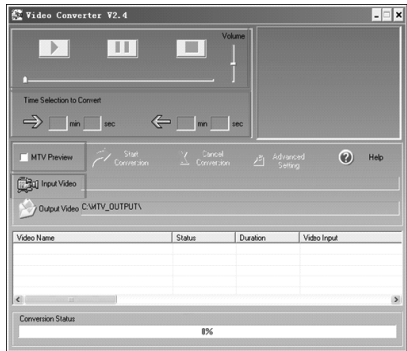 Video Converter V2.4
Volume
Time Selection to Convert
min sec min sec
MTV Preview
Start Conversion
Cancel Conversion
Advanced Setting
Help
Input Video
Output Video C:\MTV_OUTPUT\
Video Name Status Duration Video Input
Conversion Status
0%